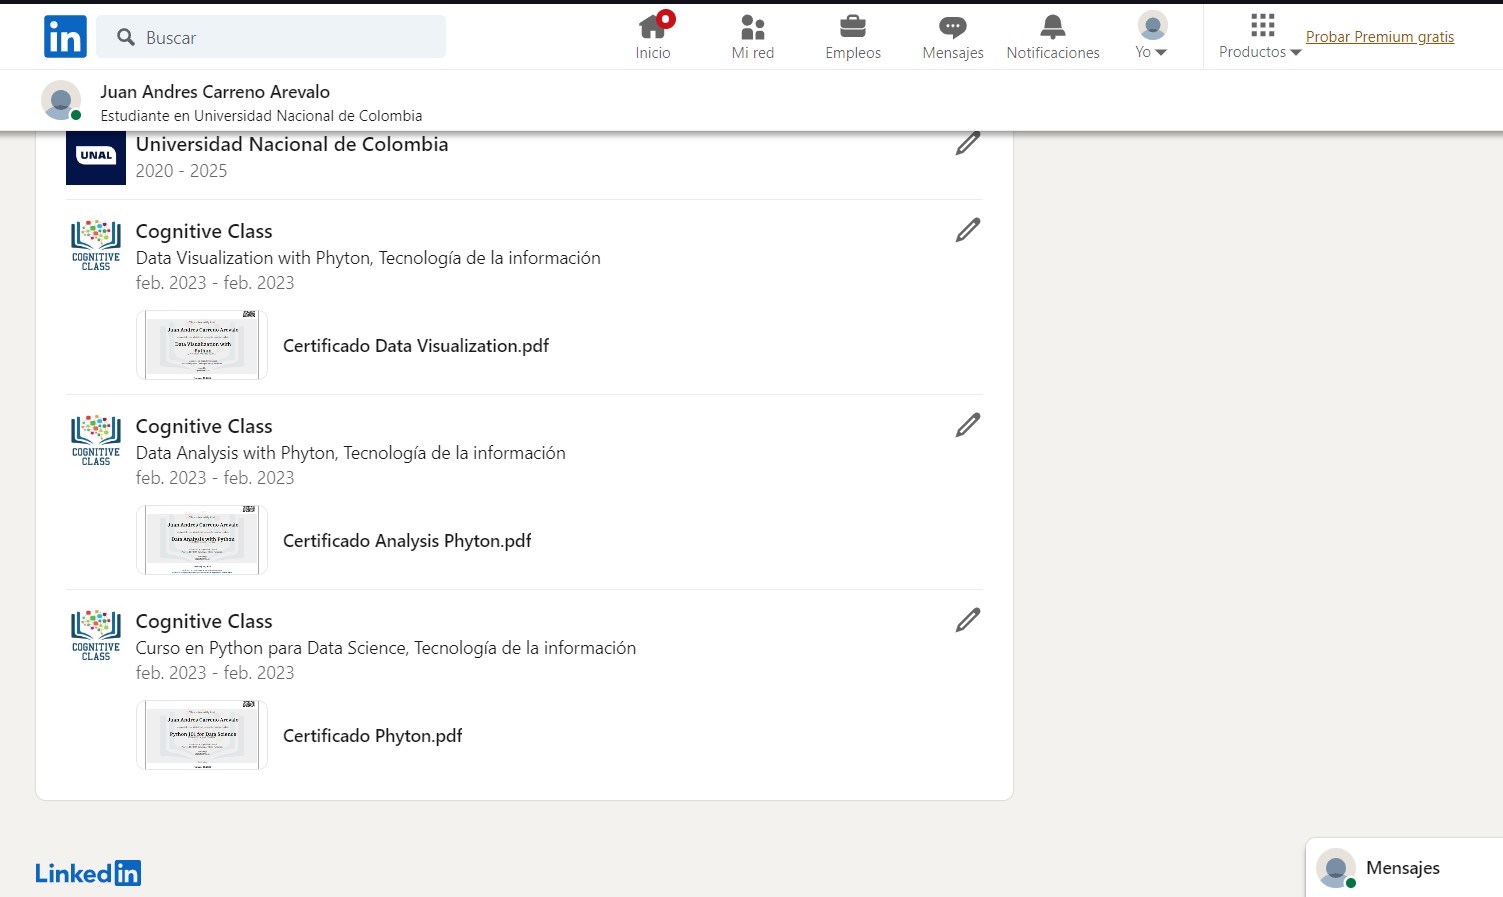 in
Buscar
Inicio
Mi red
Empleos
Mensajes
Notificaciones
Yo
Productos
Probar Premium gratis
Juan Andres Carreno Arevalo
Estudiante en Universidad Nacional de Colombia
UNAL
Universidad Nacional de Colombia
2020 - 2025
COGNITIVE
CLASS
Cognitive Class
Data Visualization with Phyton, Tecnología de la información
feb. 2023 - feb. 2023
Juan Andres Carreno Arevalo
Data Visualization with
Python
Certificado Data Visualization.pdf
COGNITIVE
CLASS
Cognitive Class
Data Analysis with Phyton, Tecnología de la información
feb. 2023 - feb. 2023
Juan Andres Carreno Arevalo
Data Analysis with Python
Certificado Analysis Phyton.pdf
COGNITIVE
CLASS
Cognitive Class
Curso en Python para Data Science, Tecnología de la información
feb. 2023 - feb. 2023
Juan Andres Carreno Arevalo
Python 101 for Data Science
Certificado Phyton.pdf
Linkedin
Mensajes